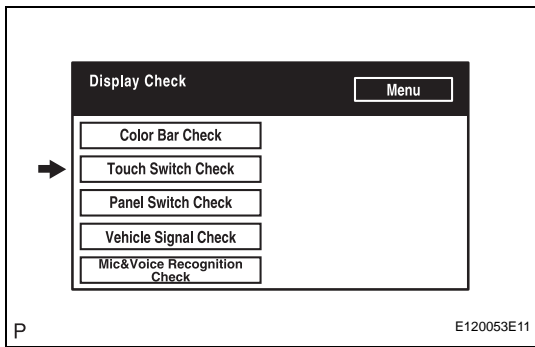 Display Check
Menu
Color Bar Check
Touch Switch Check
Panel Switch Check
Vehicle Signal Check
Mic&Voice Recognition
Check
P
E120053E11